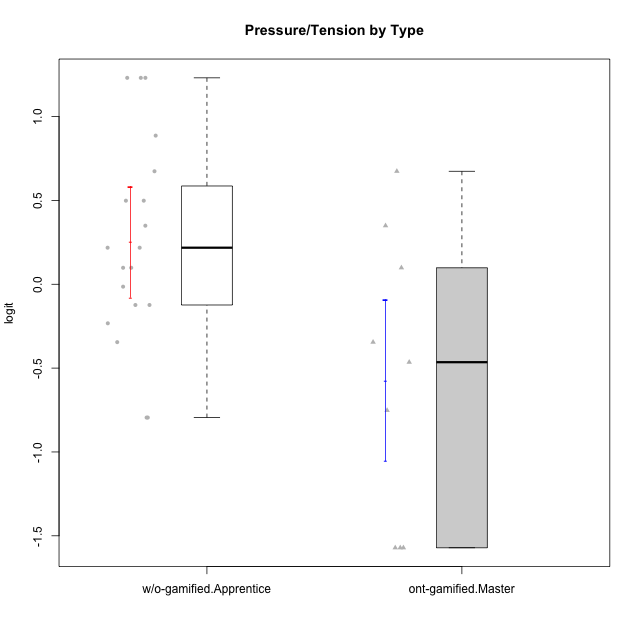 Pressure/Tension by Type
1.0
0.5
0.0
-0.5
-1.0
-1.5
logit
w/o-gamified.Apprentice
ont-gamified.Master